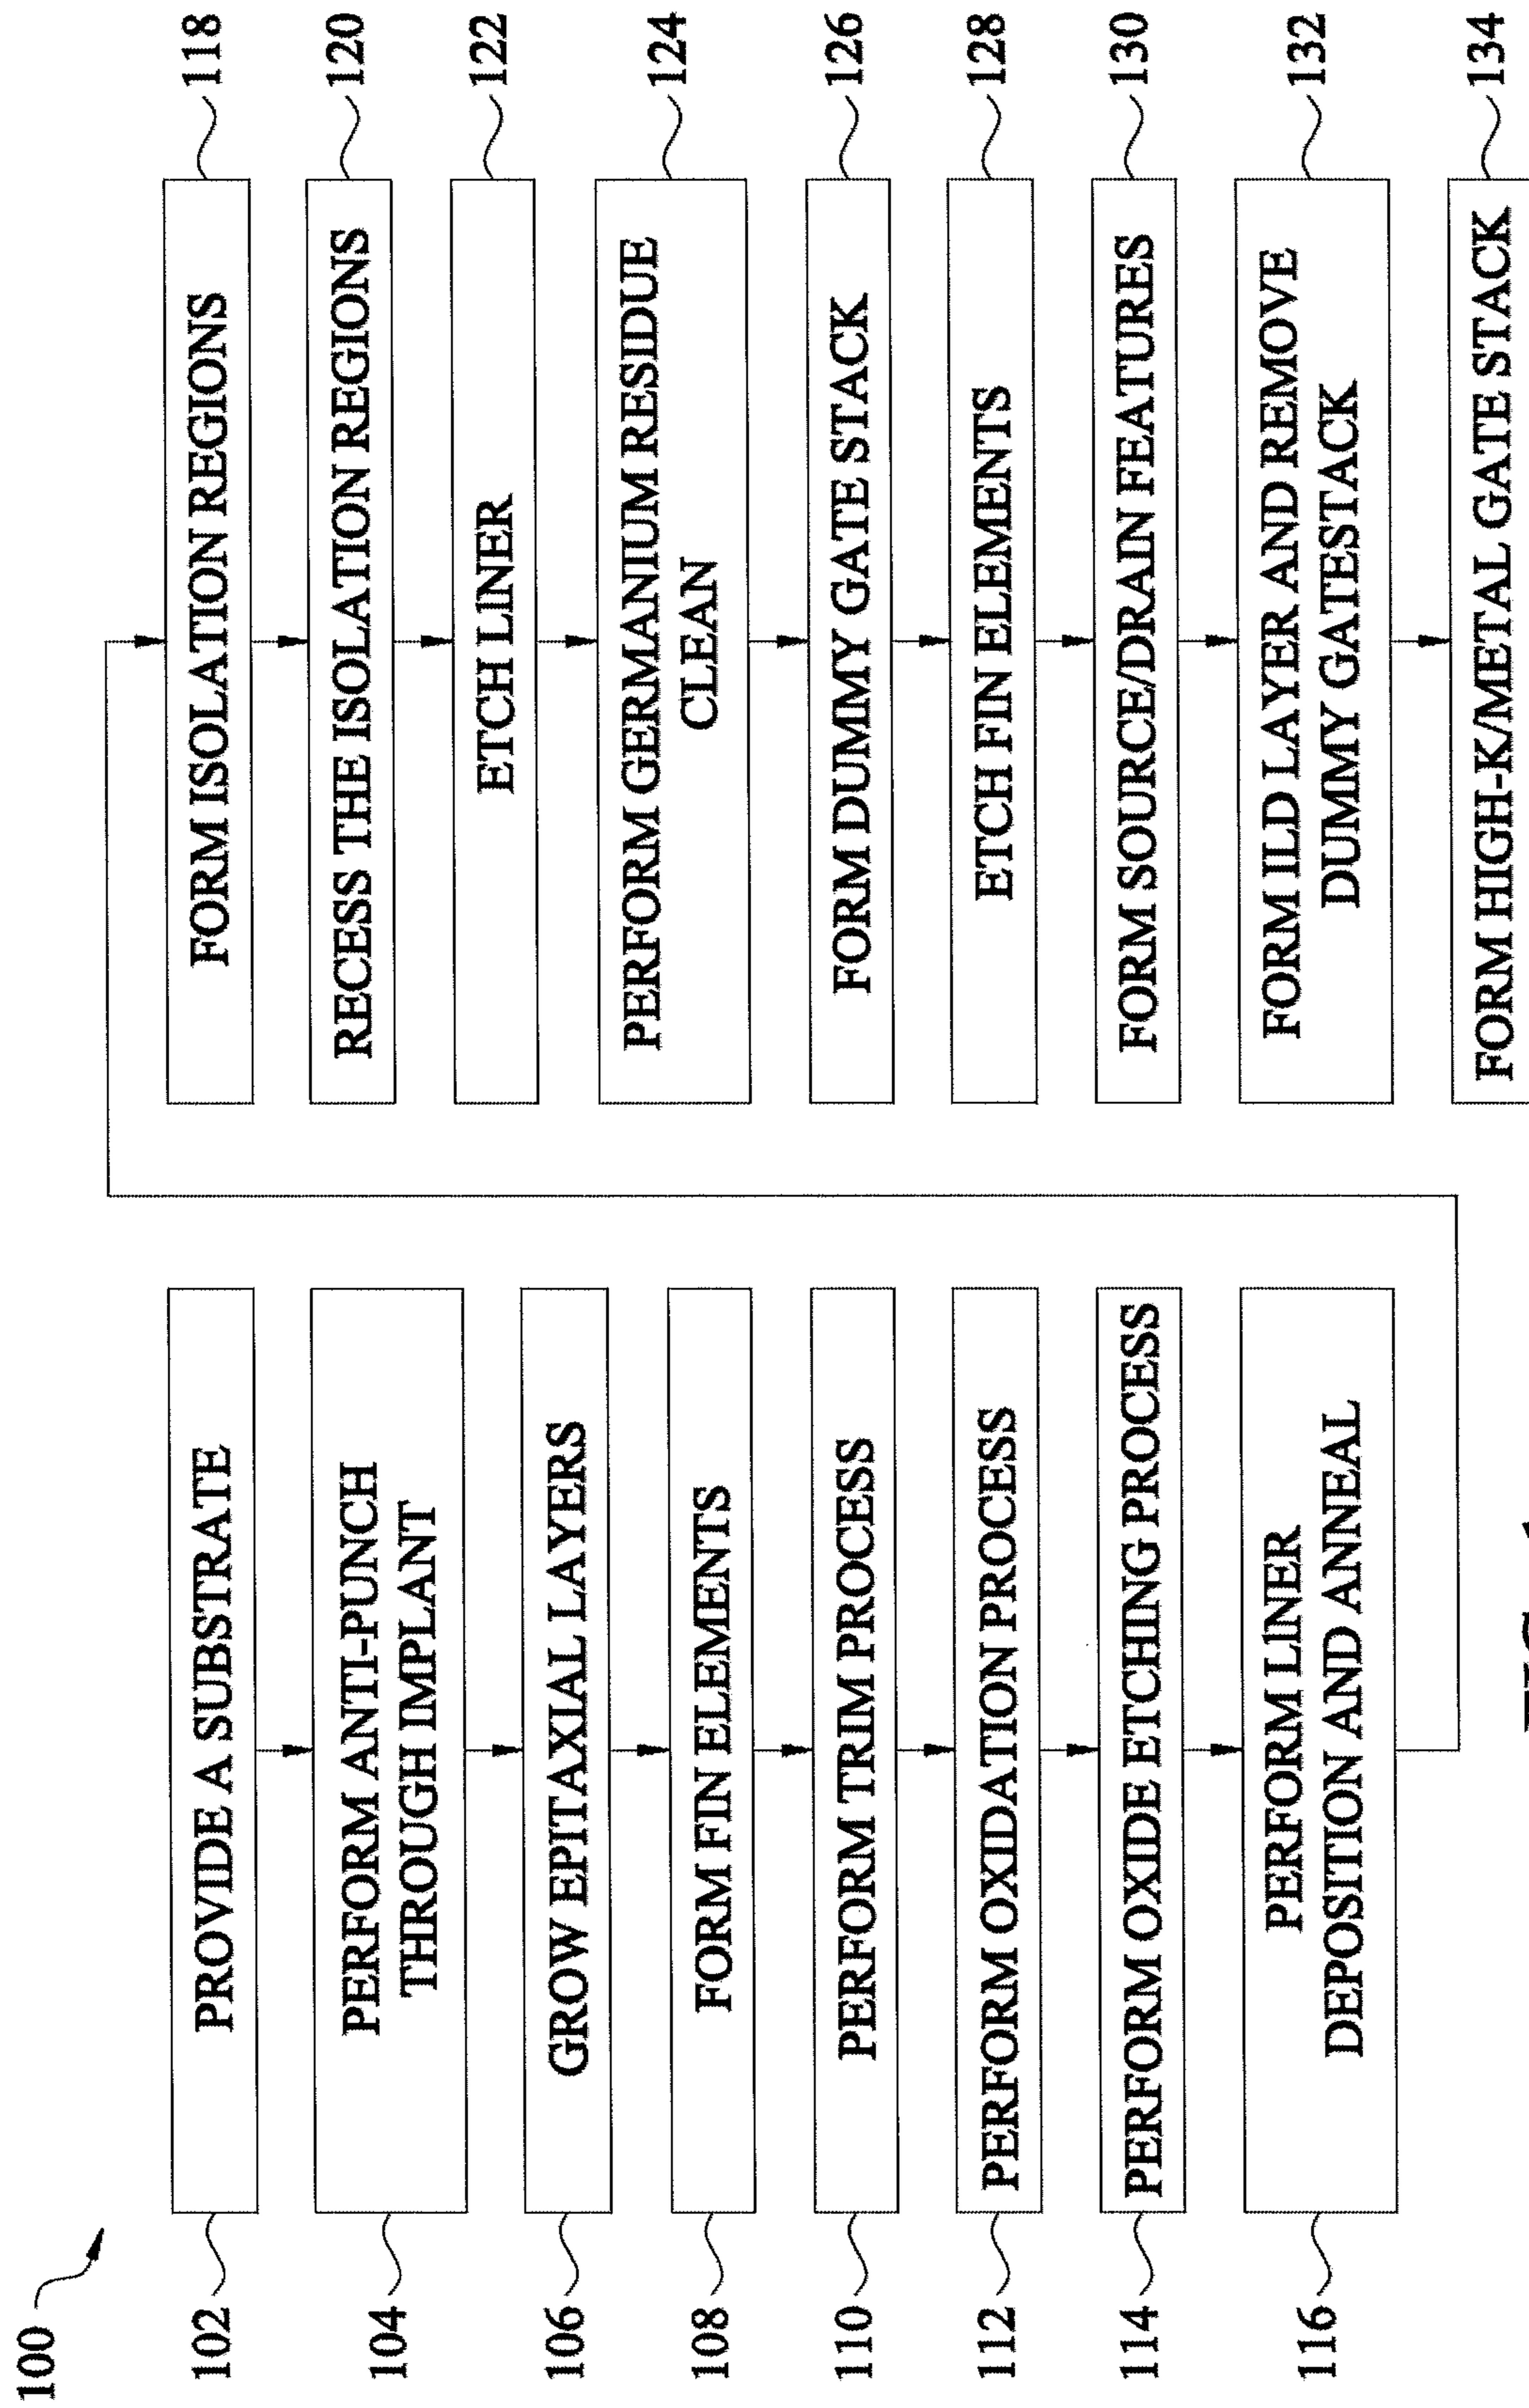 100
102
PROVIDE A SUBSTRATE
104
PERFORM ANTI-PUNCH
THROUGH IMPLANT
106
GROW EPITAXIAL LAYERS
108
FORM FIN ELEMENTS
110
PERFORM TRIM PROCESS
112
PERFORM OXIDATION PROCESS
114
PERFORM OXIDE ETCHING PROCESS
116
PERFORM LINER
DEPOSITION AND ANNEAL
FORM ISOLATION REGIONS
118
RECESS THE ISOLATION REGIONS
120
ETCH LINER
122
PERFORM GERMANIUM RESIDUE
CLEAN
124
FORM DUMMY GATE STACK
126
ETCH FIN ELEMENTS
128
FORM SOURCE/DRAIN FEATURES
130
FORM ILD LAYER AND REMOVE
DUMMY GATESTACK
132
FORM HIGH-K/METAL GATE STACK
134